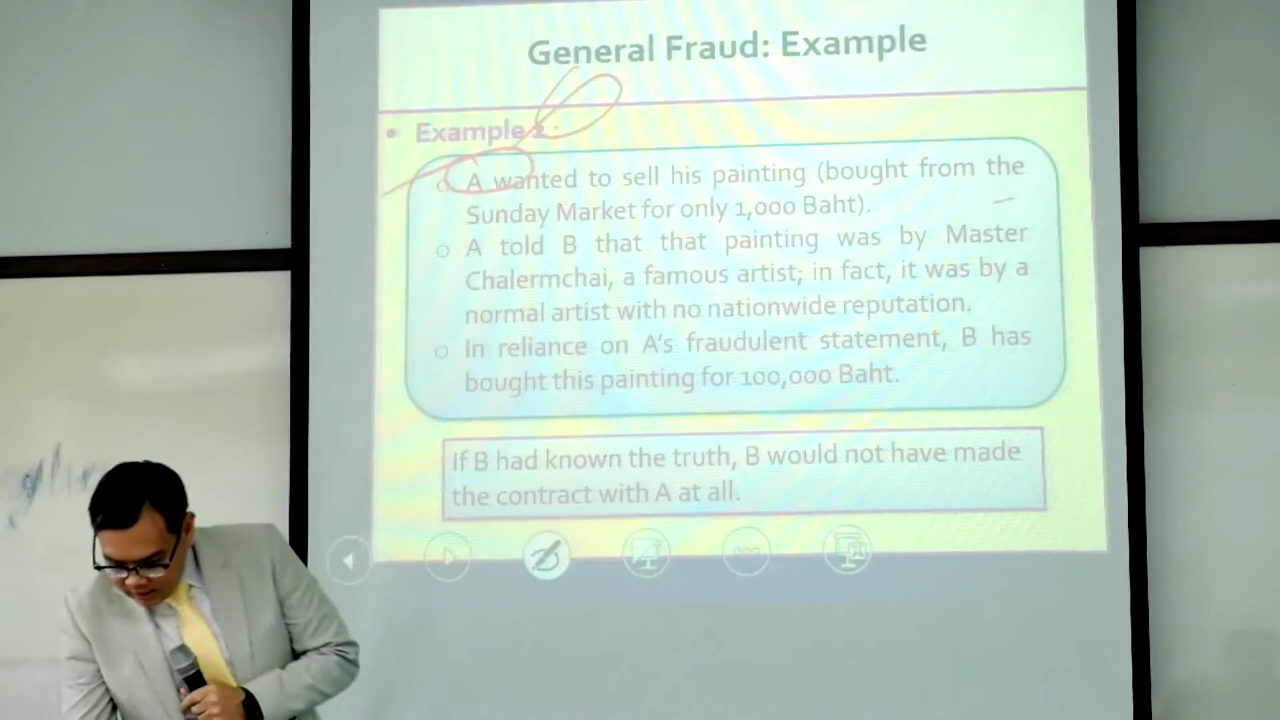 General Fraud: Example
• Example 2:
○ A wanted to sell his painting (bought from the
Sunday Market for only 1,000 Baht).
○ A told B that that painting was by Master
Chalermchai, a famous artist; in fact, it was by a
normal artist with no nationwide reputation.
○ In reliance on A's fraudulent statement, B has
bought this painting for 100,000 Baht.
If B had known the truth, B would not have made
the contract with A at all.